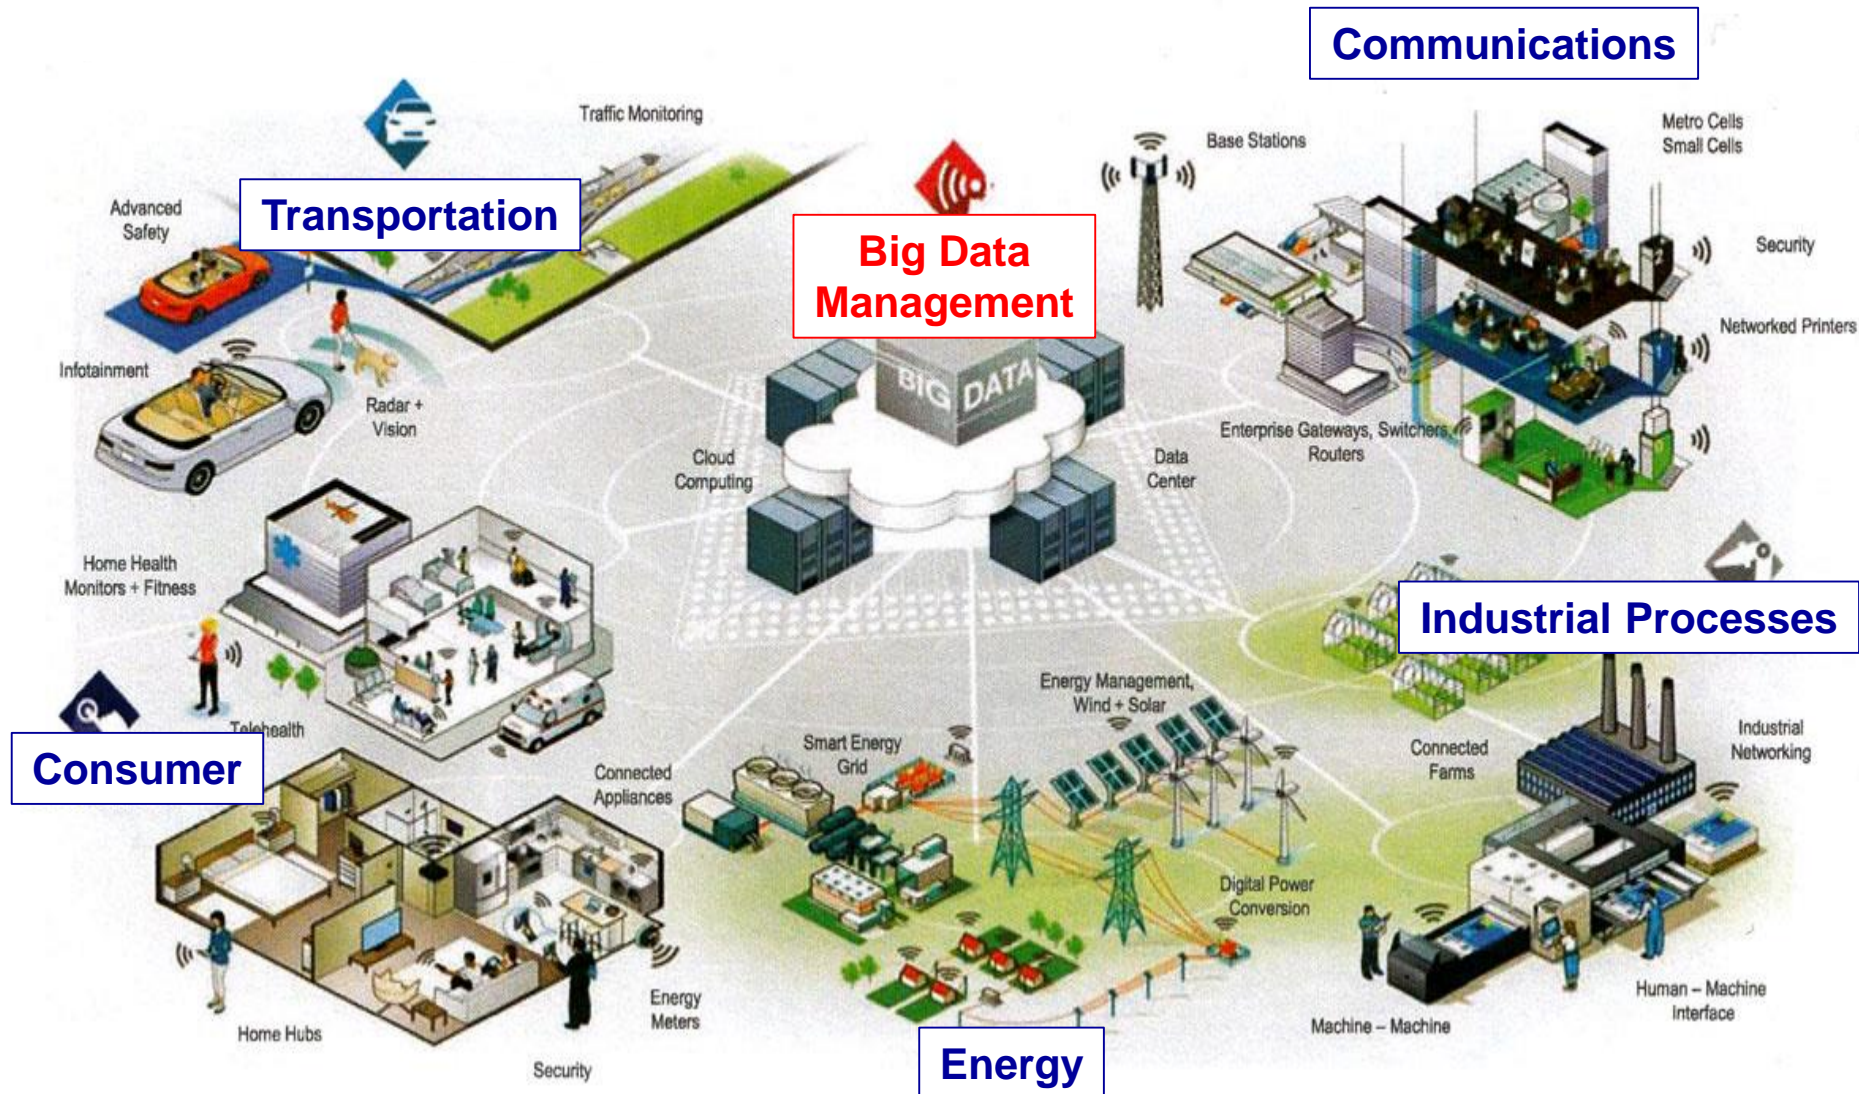 Communications
Traffic Monitoring
Metro Cells
Small Cells
Base Stations
Transportation
Advanced
Safety
Big Data
Management
Security
Networked Printers
Infotainment
Radar +
Vision
BIG DATA
Enterprise Gateways, Switchers,
Routers
Cloud
Computing
Data
Center
Home Health
Monitors + Fitness
Industrial Processes
Energy Management,
Wind + Solar
Telehealth
Consumer
Smart Energy
Grid
Connected
Appliances
Connected
Farms
Industrial
Networking
Digital Power
Conversion
Energy
Meters
Home Hubs
Security
Energy
Machine – Machine
Human – Machine
Interface